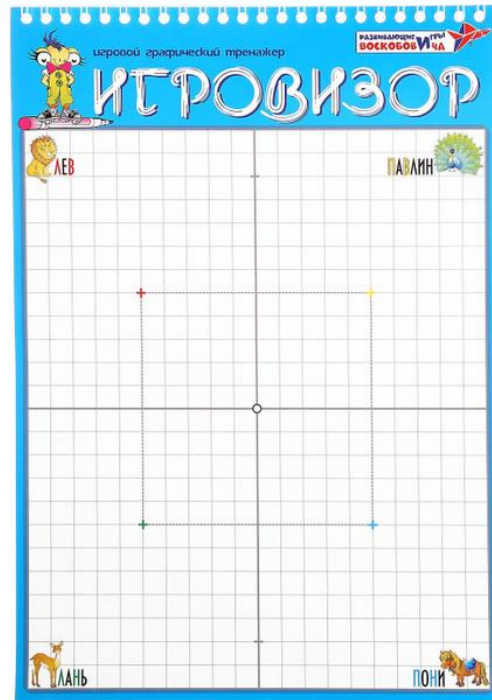 РАЗВИВАЮЩИЕ ИГРЫ
ВОСКОБОВИЧА
игровой графический тренажер
ИГРОВИЗОР
ЛЕВ
ПАВЛИН
ЛАНЬ
ПОНИ